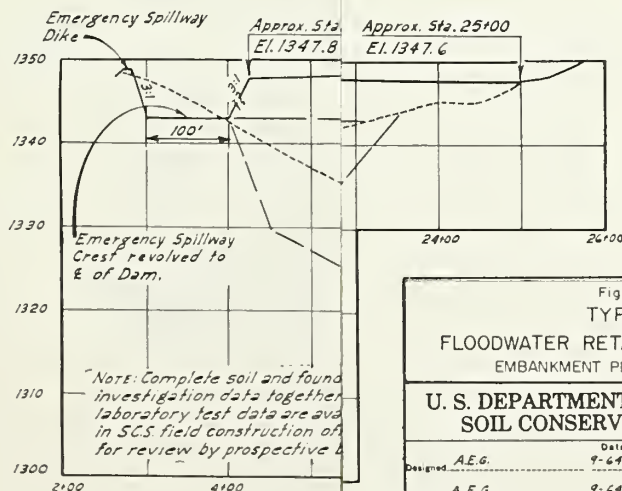 Emergency Spillway
Dike
Approx. Sta.
El. 1347.8
Approx. Sta. 25+00
El. 1347.6
1350
1340
1330
1320
1310
1300
3:1
3:1
100'
Emergency Spillway
Crest revolved to
℄ of Dam.
NOTE: Complete soil and found
investigation data together
laboratory test data are ava
in S.C.S. field construction of
for review by prospective b
2+00
4+00
24+00
26+00
Fig
TYP
FLOODWATER RETA
EMBANKMENT P
U. S. DEPARTMENT
SOIL CONSERV
Date
Designed A.E.G. 9-64
A.E.G. 9-64